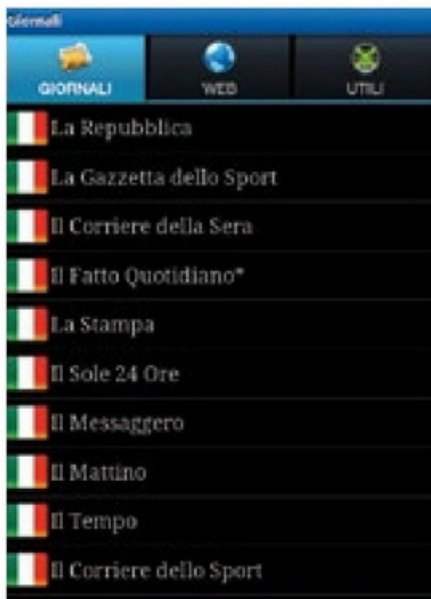 Giornali
GIORNALI WEB UTILI
La Repubblica
La Gazzetta dello Sport
Il Corriere della Sera
Il Fatto Quotidiano*
La Stampa
Il Sole 24 Ore
Il Messaggero
Il Mattino
Il Tempo
Il Corriere dello Sport